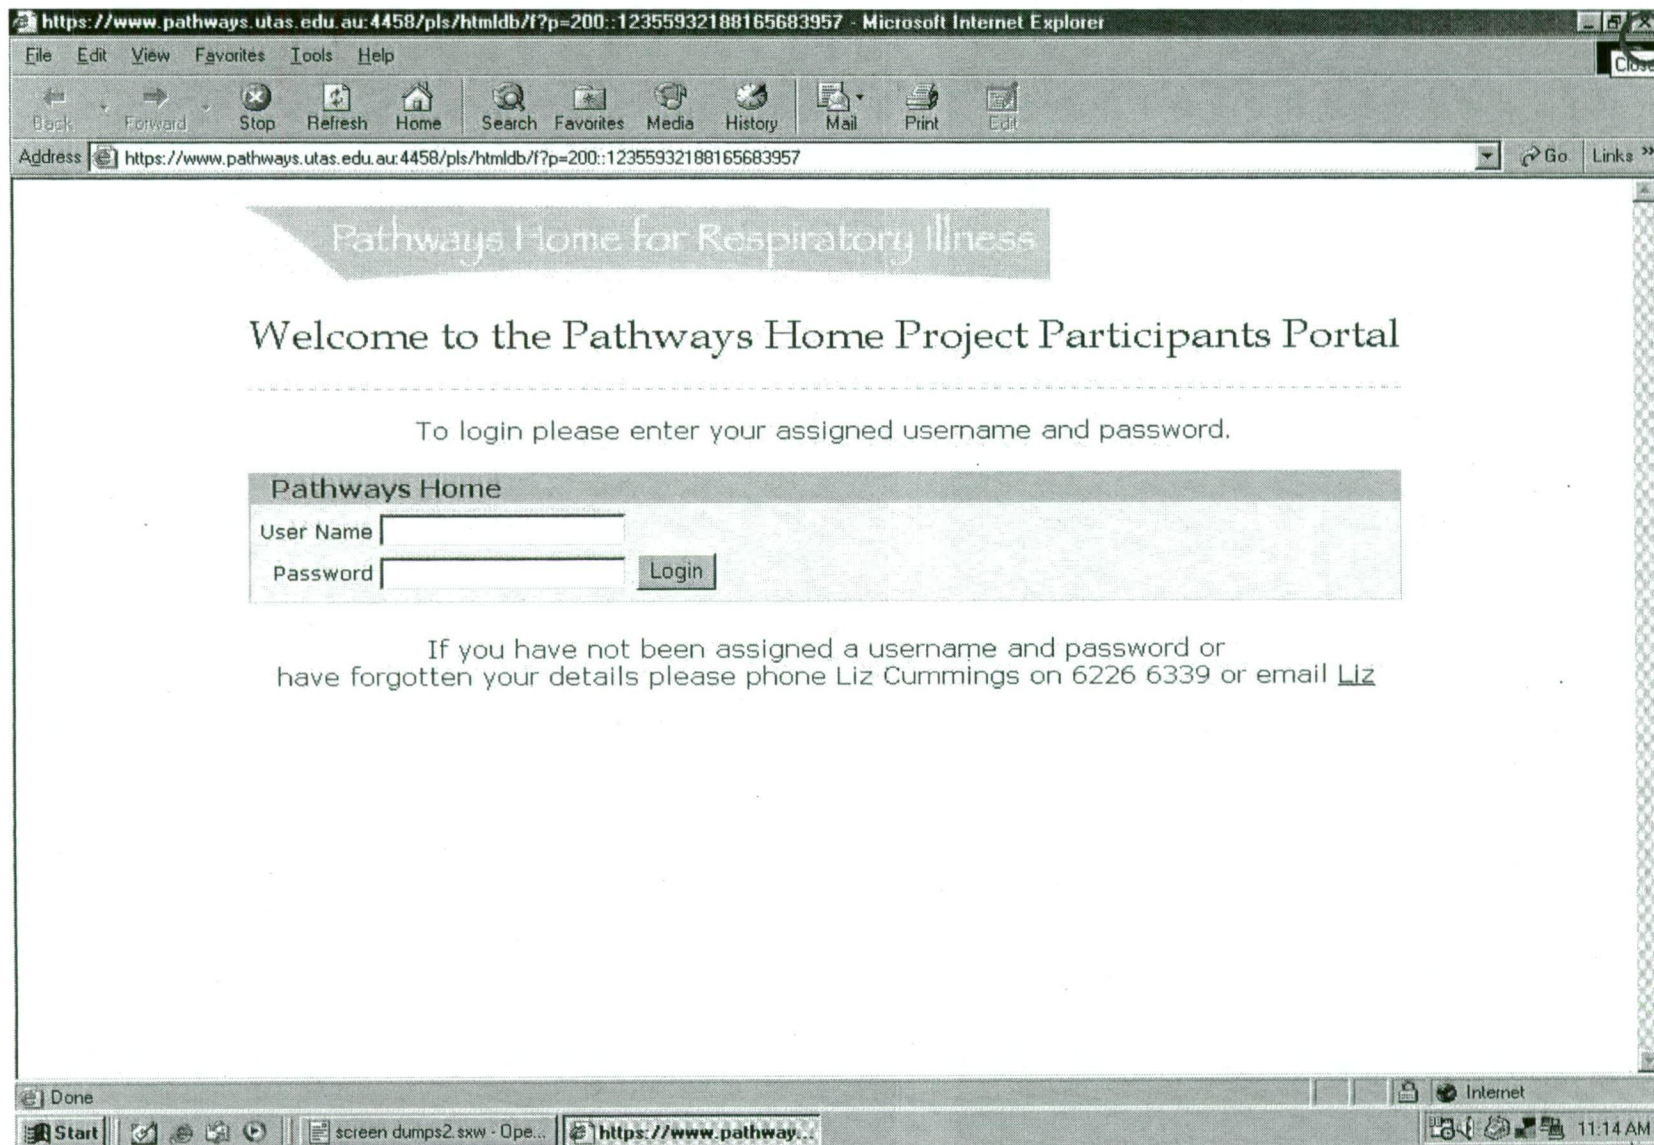 https://www.pathways.utas.edu.au:4458/pls/htmldb/f?p=200::12355932188165683957 - Microsoft Internet Explorer
File Edit View Favorites Tools Help
Close
Back Forward Stop Refresh Home Search Favorites Media History Mail Print Edit
Address https://www.pathways.utas.edu.au:4458/pls/htmldb/f?p=200::12355932188165683957 Go Links »
Pathways Home for Respiratory Illness
Welcome to the Pathways Home Project Participants Portal
To login please enter your assigned username and password.
Pathways Home
User Name
Password Login
If you have not been assigned a username and password or
have forgotten your details please phone Liz Cummings on 6226 6339 or email Liz
Done Internet
Start screen dumps2.sxw - Ope... https://www.pathway... 11:14 AM